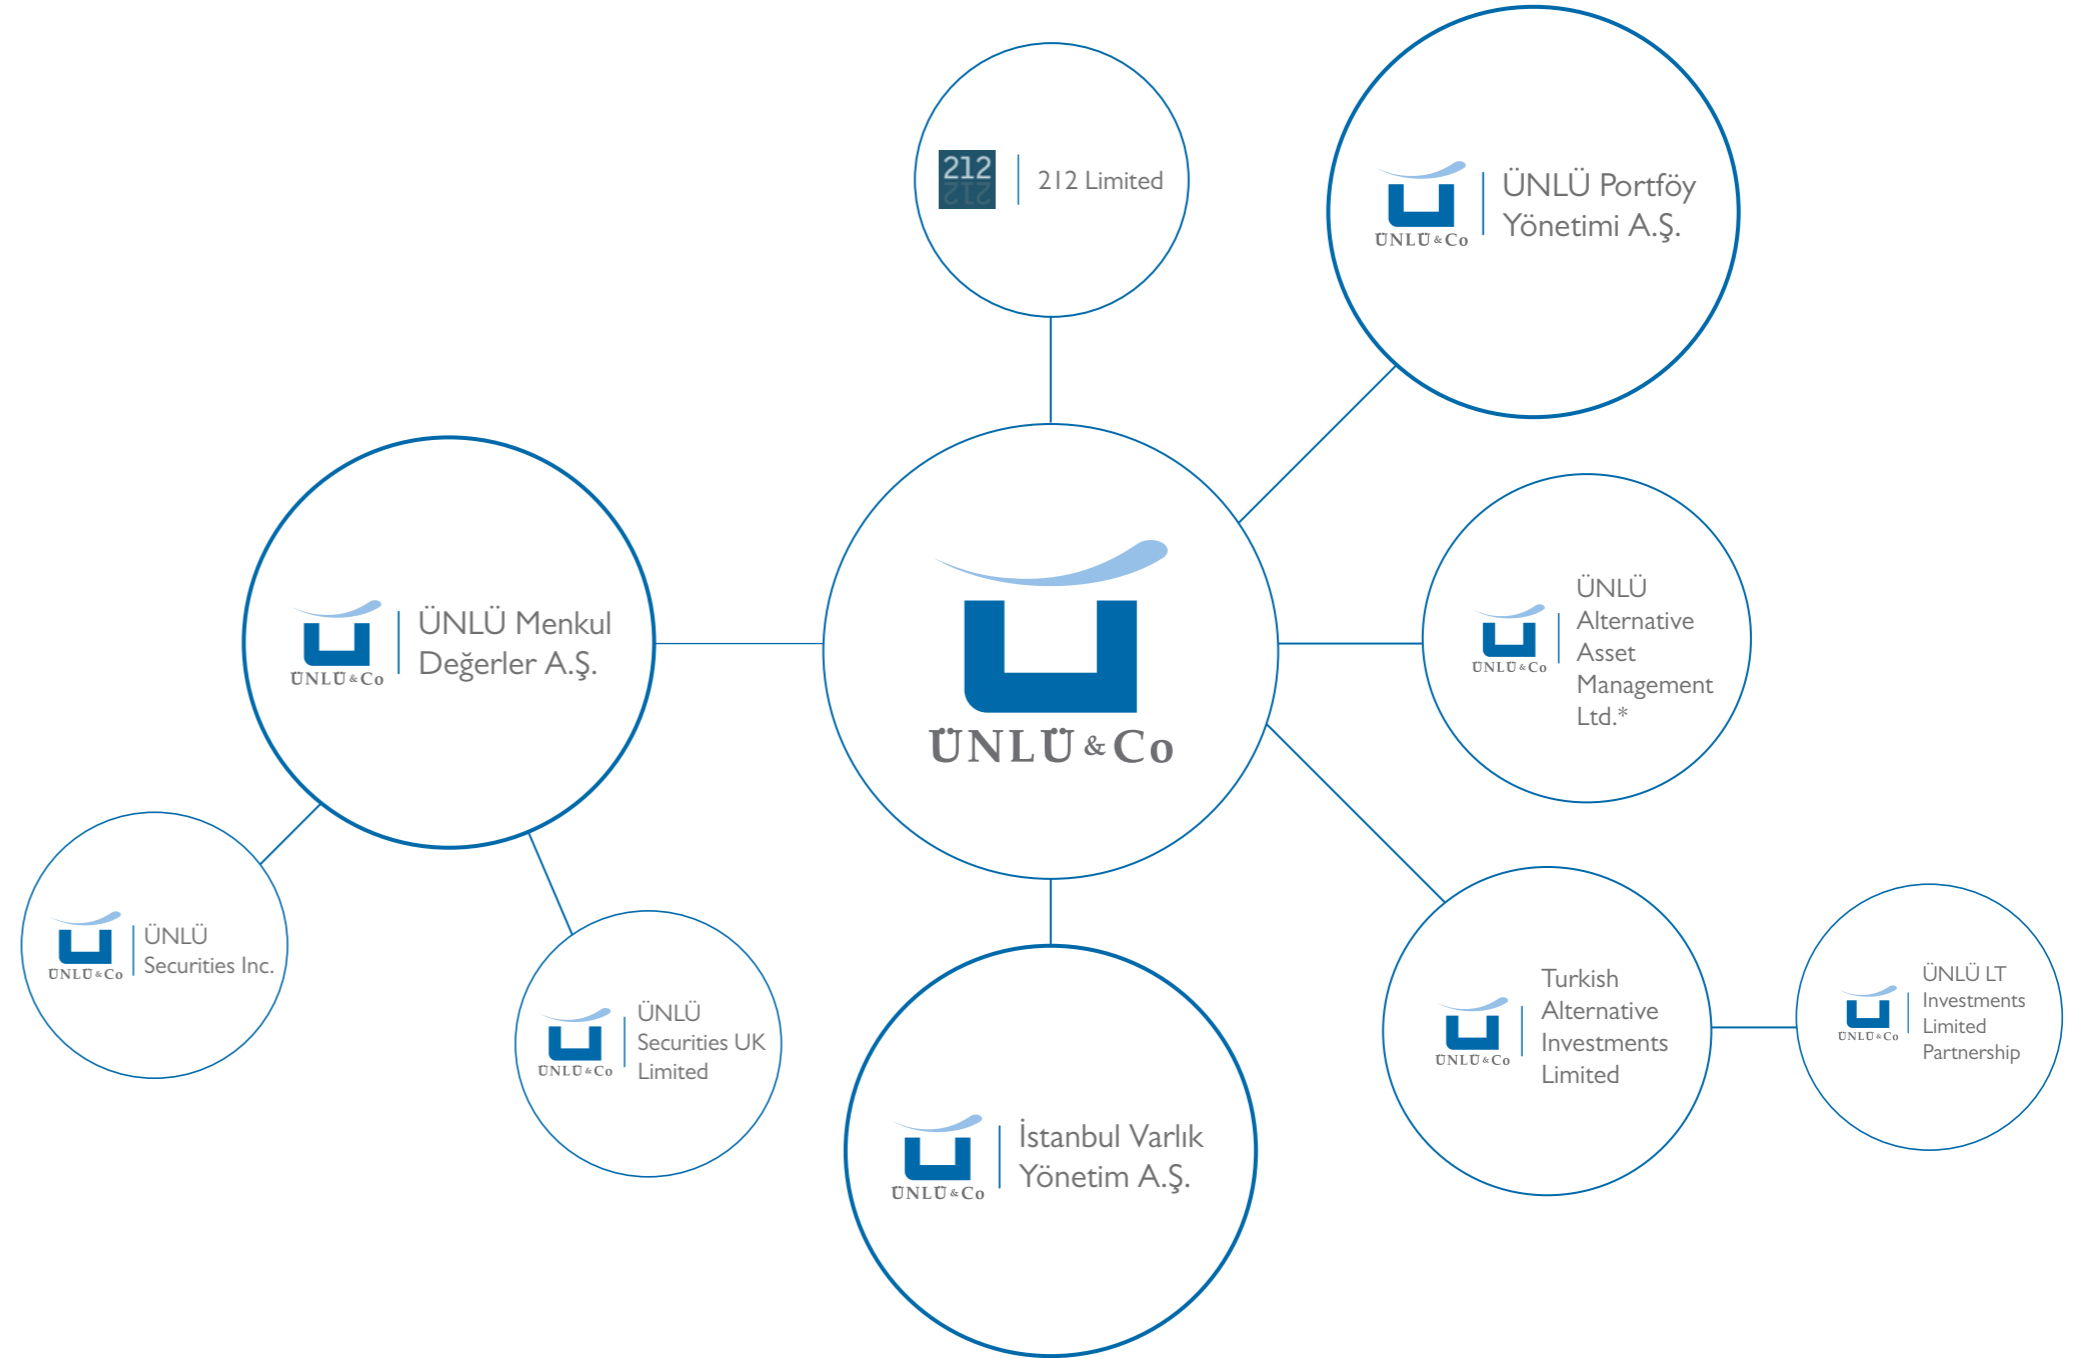 212
212 Limited
ÜNLÜ & Co
ÜNLÜ Portföy
Yönetimi A.Ş.
ÜNLÜ & Co
ÜNLÜ Menkul
Değerler A.Ş.
ÜNLÜ & Co
ÜNLÜ & Co
ÜNLÜ
Alternative
Asset
Management
Ltd.*
ÜNLÜ & Co
ÜNLÜ
Securities Inc.
ÜNLÜ & Co
ÜNLÜ
Securities UK
Limited
ÜNLÜ & Co
İstanbul Varlık
Yönetim A.Ş.
ÜNLÜ & Co
Turkish
Alternative
Investments
Limited
ÜNLÜ & Co
ÜNLÜ LT
Investments
Limited
Partnership